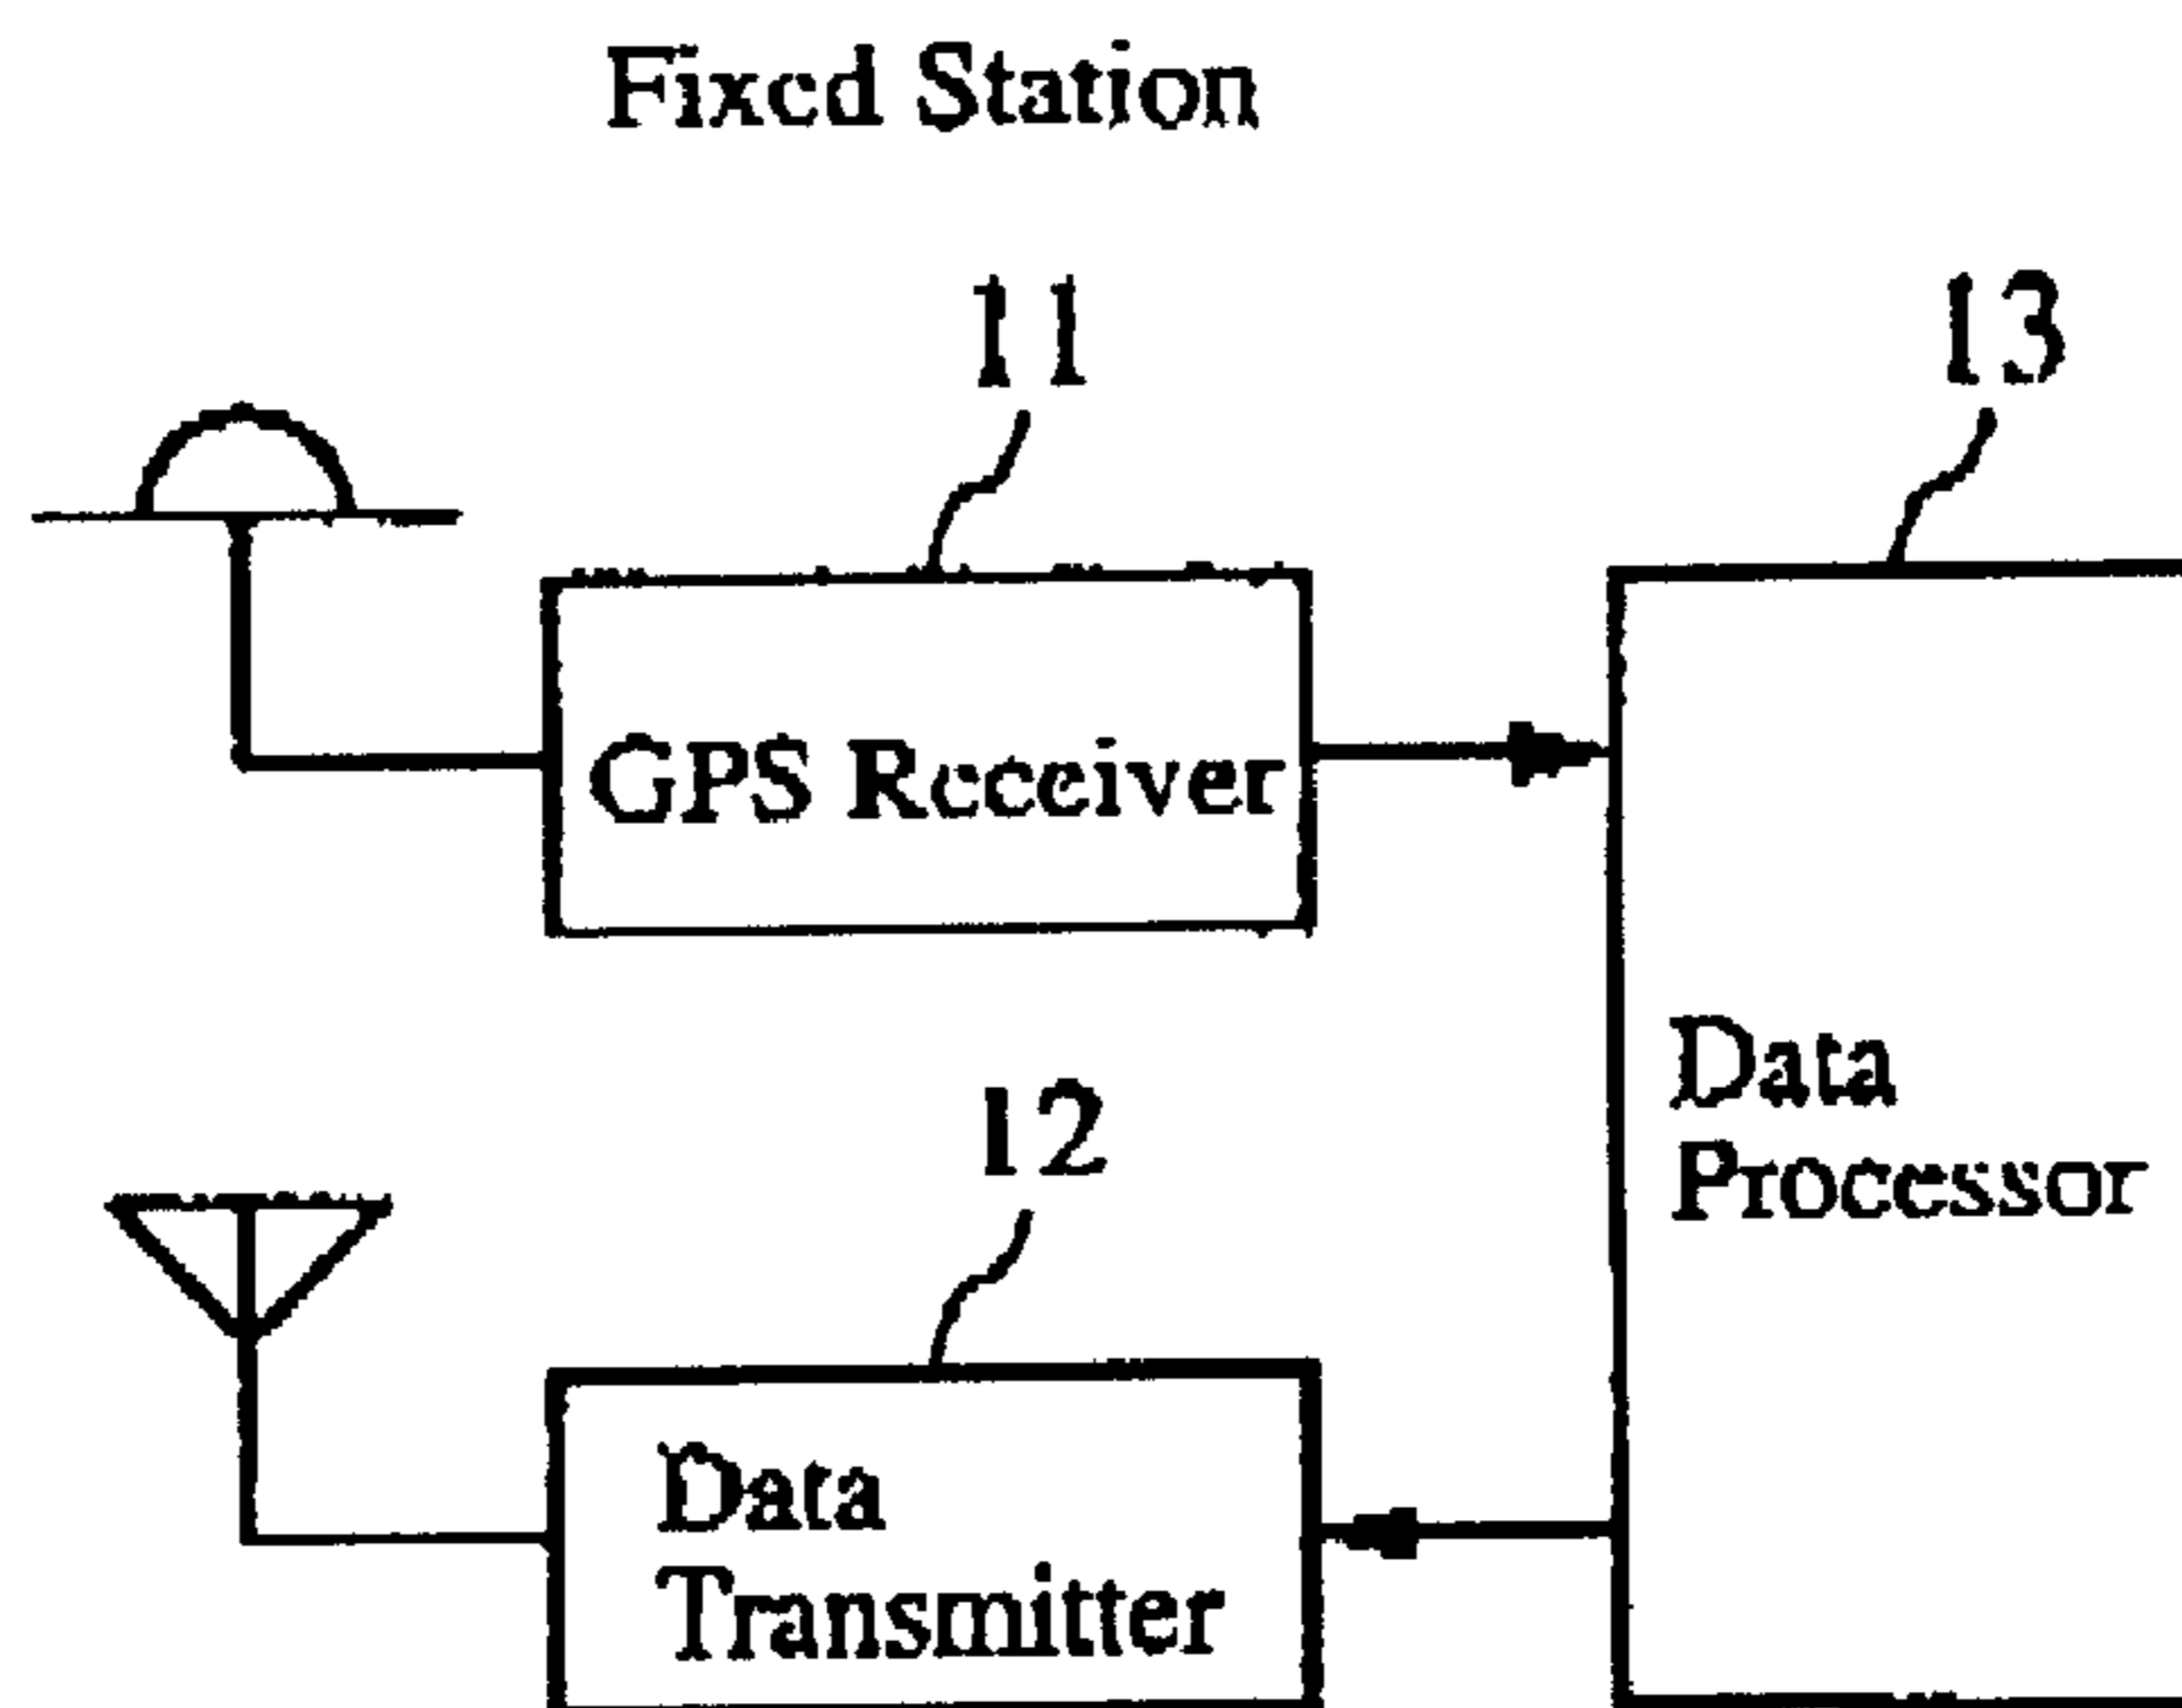 Fixed Station
11
13
GPS Receiver
12
Data
Processor
Data
Transmitter